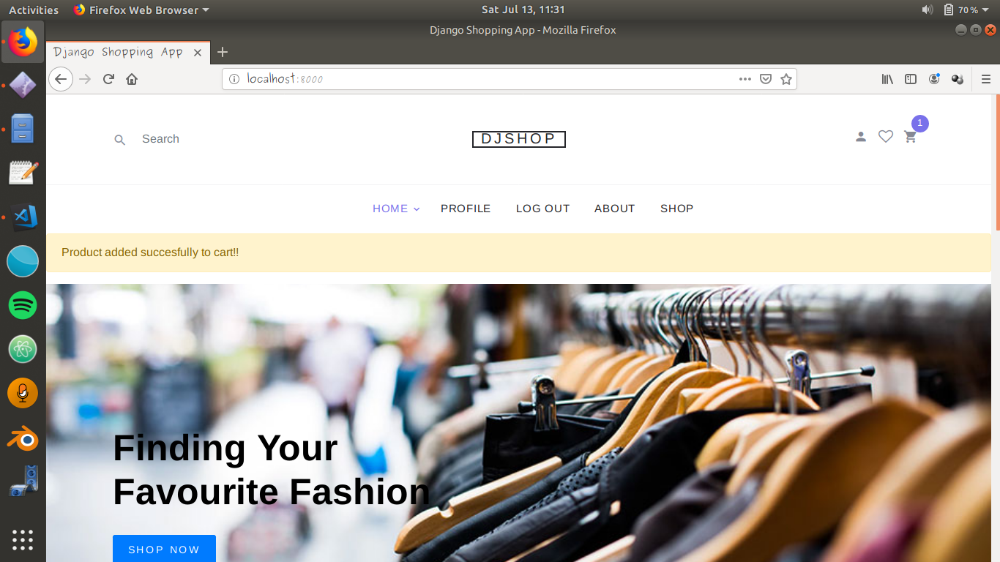 Activities Firefox Web Browser Sat Jul 13, 11:31 70 %
Django Shopping App - Mozilla Firefox
Django Shopping App
localhost:8000
Search DJSHOP 1
HOME PROFILE LOG OUT ABOUT SHOP
Product added succesfully to cart!!
Finding Your
Favourite Fashion
SHOP NOW